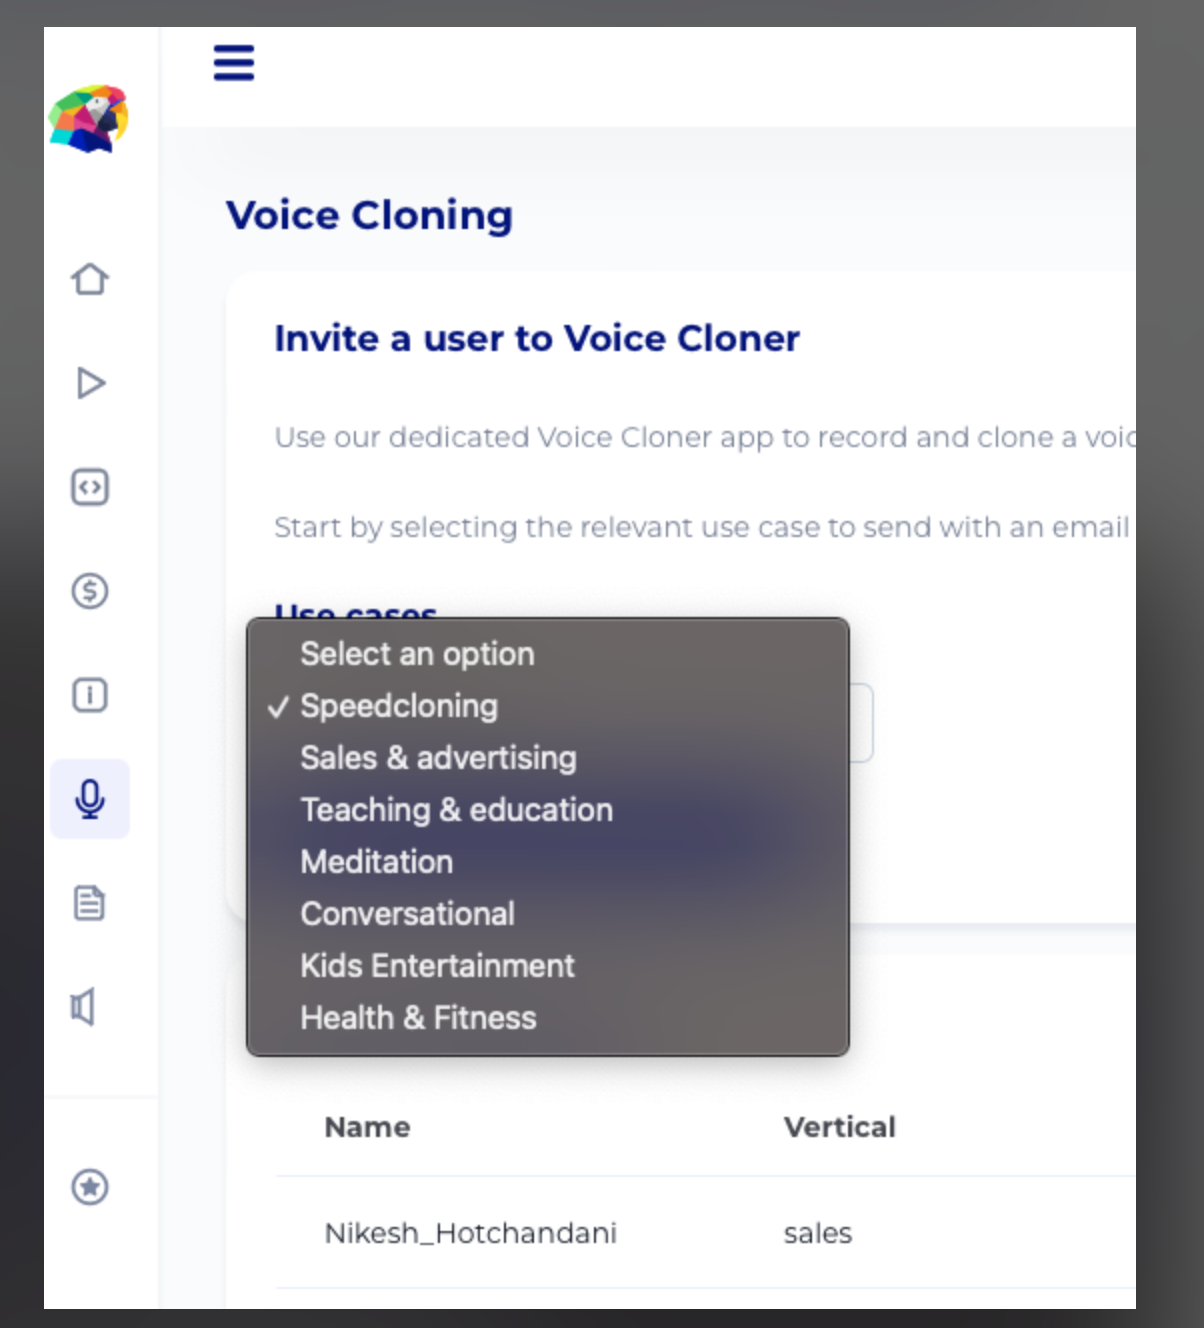 Voice Cloning
Invite a user to Voice Cloner
Use our dedicated Voice Cloner app to record and clone a voic
Start by selecting the relevant use case to send with an email
Use cases
Select an option
✓ Speedcloning
Sales & advertising
Teaching & education
Meditation
Conversational
Kids Entertainment
Health & Fitness
Name Vertical
Nikesh_Hotchandani sales